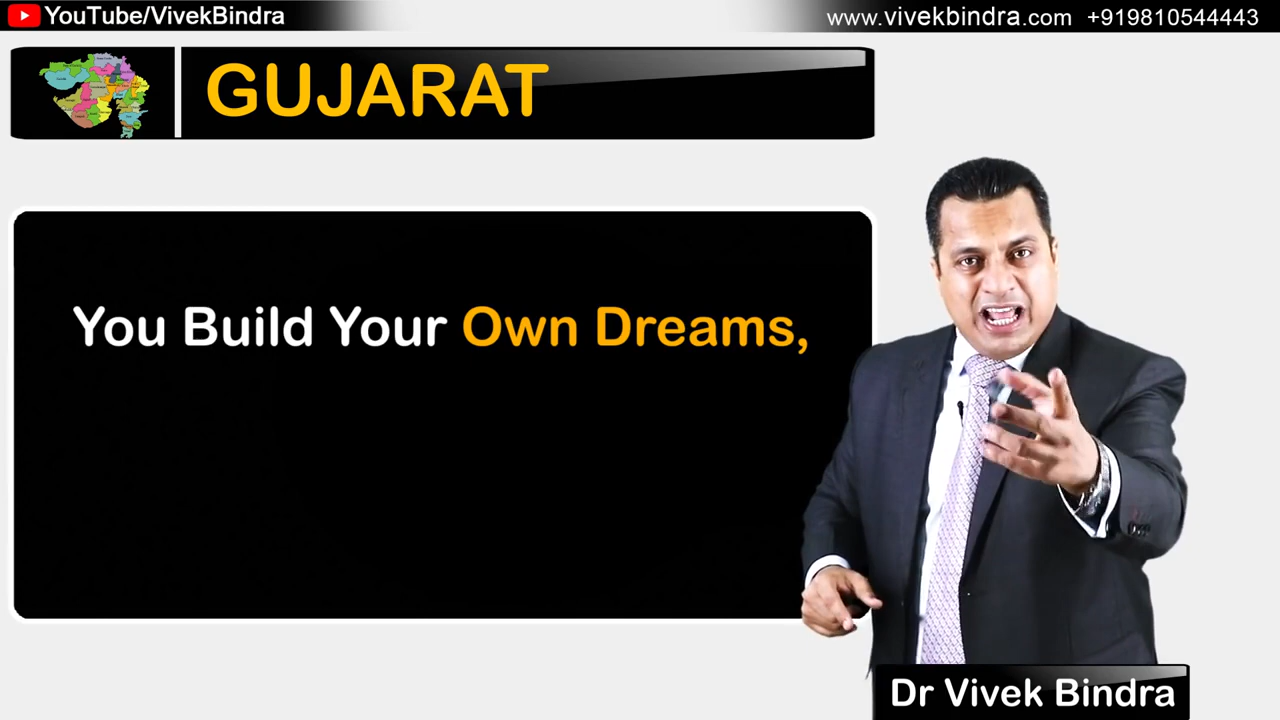 YouTube/VivekBindra
www.vivekbindra.com +919810544443
GUJARAT
You Build Your Own Dreams,
Dr Vivek Bindra